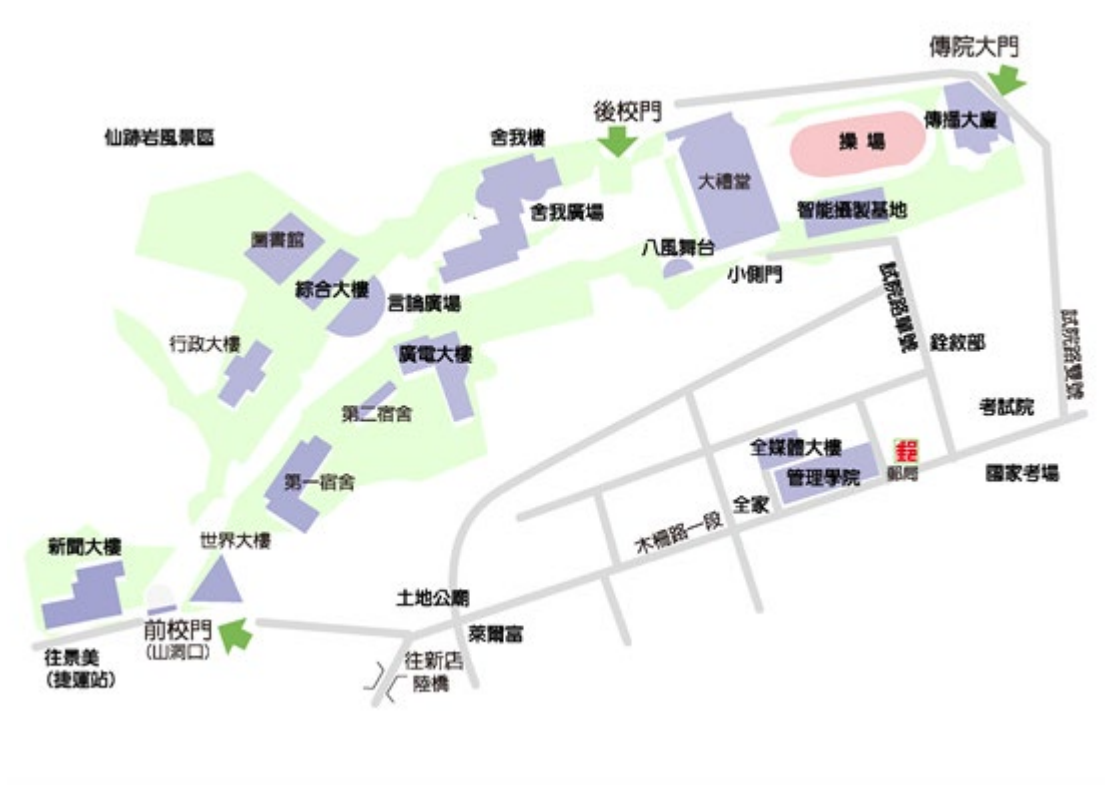 傳院大門
後校門
仙跡岩風景區
舍我樓
傳播大廈
操場
大禮堂
智能攝製基地
舍我廣場
圖書館
八風舞台
小側門
綜合大樓
言論廣場
試院路單號
試院路雙號
行政大樓
廣電大樓
銓敘部
第二宿舍
考試院
全媒體大樓
郵
郵局
管理學院
國家考場
第一宿舍
全家
木柵路一段
世界大樓
新聞大樓
土地公廟
前校門
(山洞口)
萊爾富
往景美
(捷運站)
往新店
陸橋